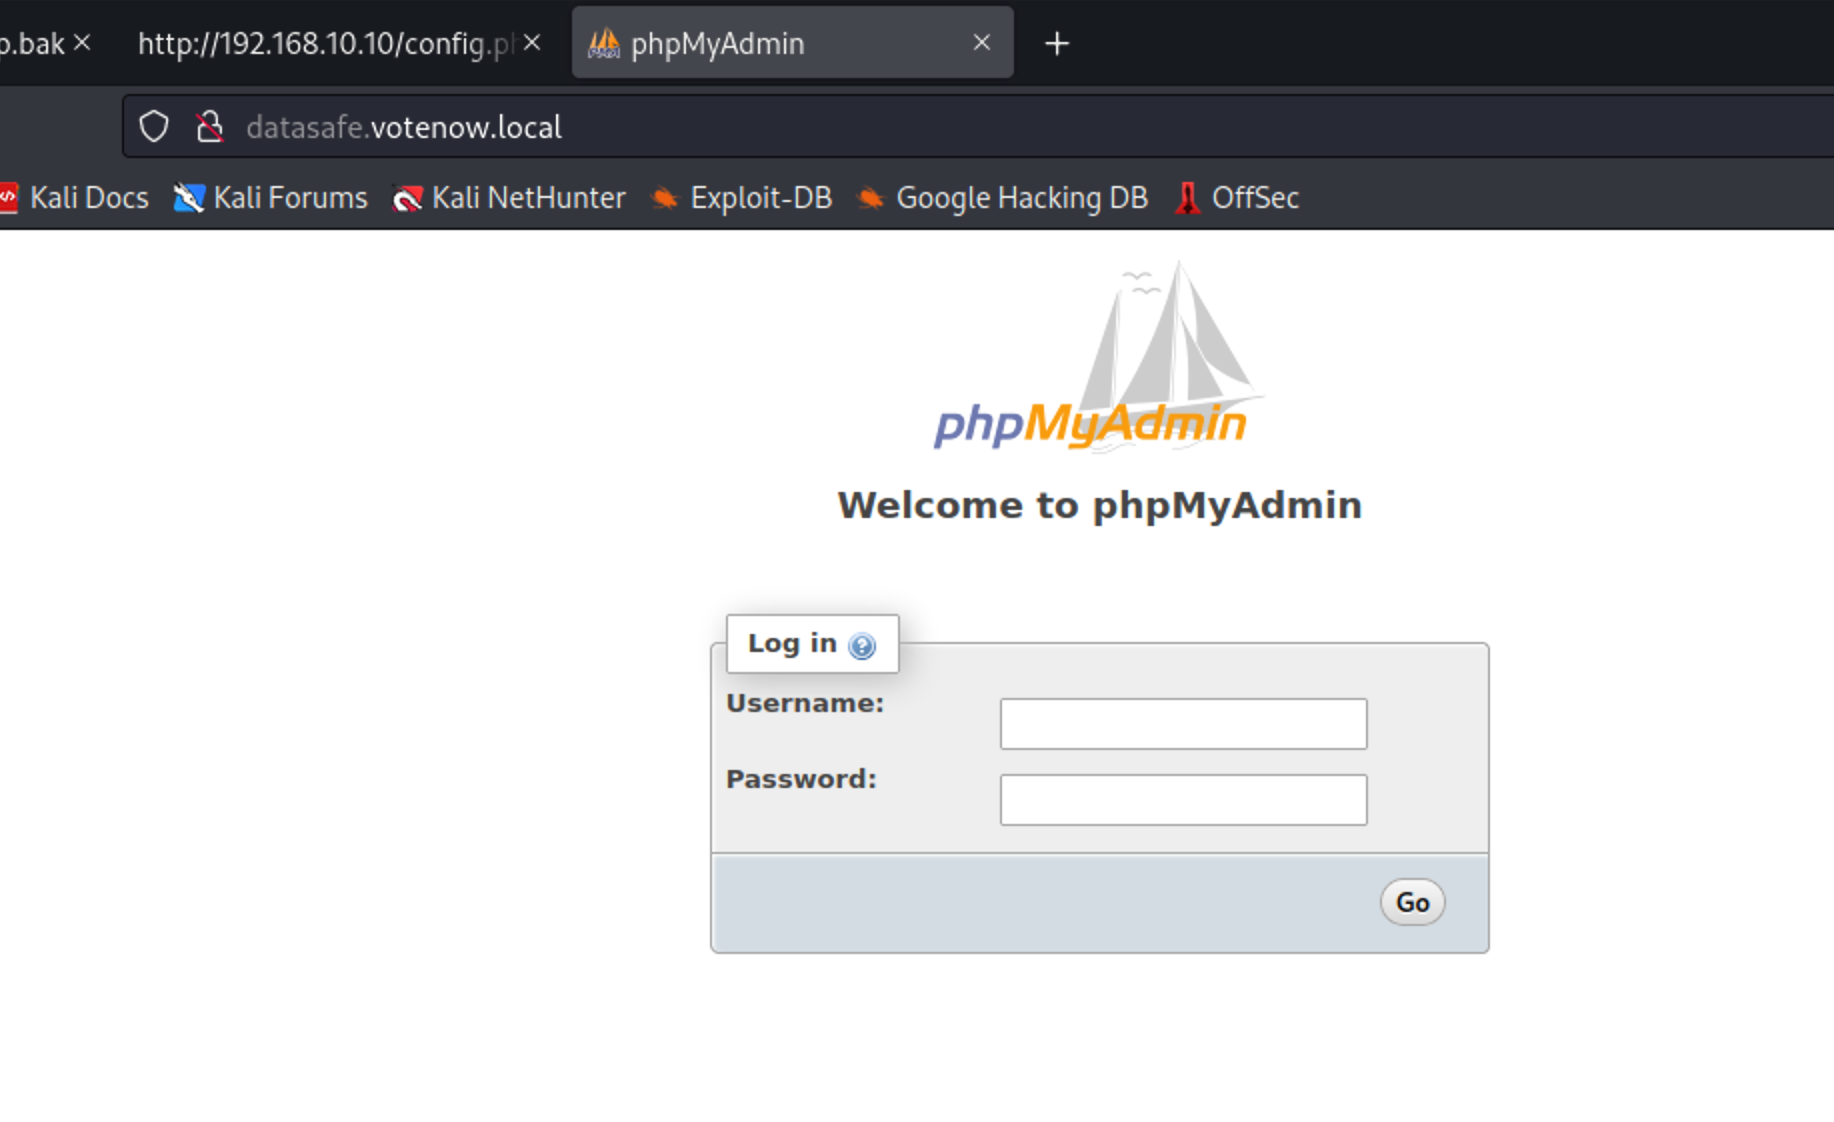 p.bak http://192.168.10.10/config.p phpMyAdmin
datasafe.votenow.local
Kali Docs Kali Forums Kali NetHunter Exploit-DB Google Hacking DB OffSec
phpMyAdmin
Welcome to phpMyAdmin
Log in
Username:
Password:
Go